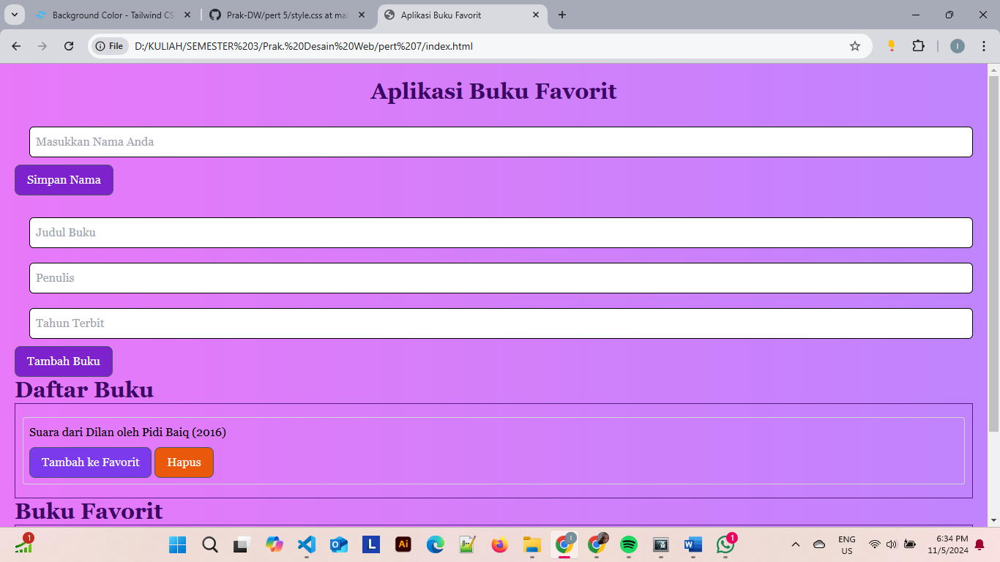 Background Color - Tailwind CS
Prak-DW/pert 5/style.css at mai
Aplikasi Buku Favorit
File
D:/KULIAH/SEMESTER%203/Prak.%20Desain%20Web/pert%207/index.html
I
Aplikasi Buku Favorit
Masukkan Nama Anda
Simpan Nama
Judul Buku
Penulis
Tahun Terbit
Tambah Buku
Daftar Buku
Suara dari Dilan oleh Pidi Baiq (2016)
Tambah ke Favorit
Hapus
Buku Favorit
1
L
Ai
W
1
ENG
US
6:34 PM
11/5/2024